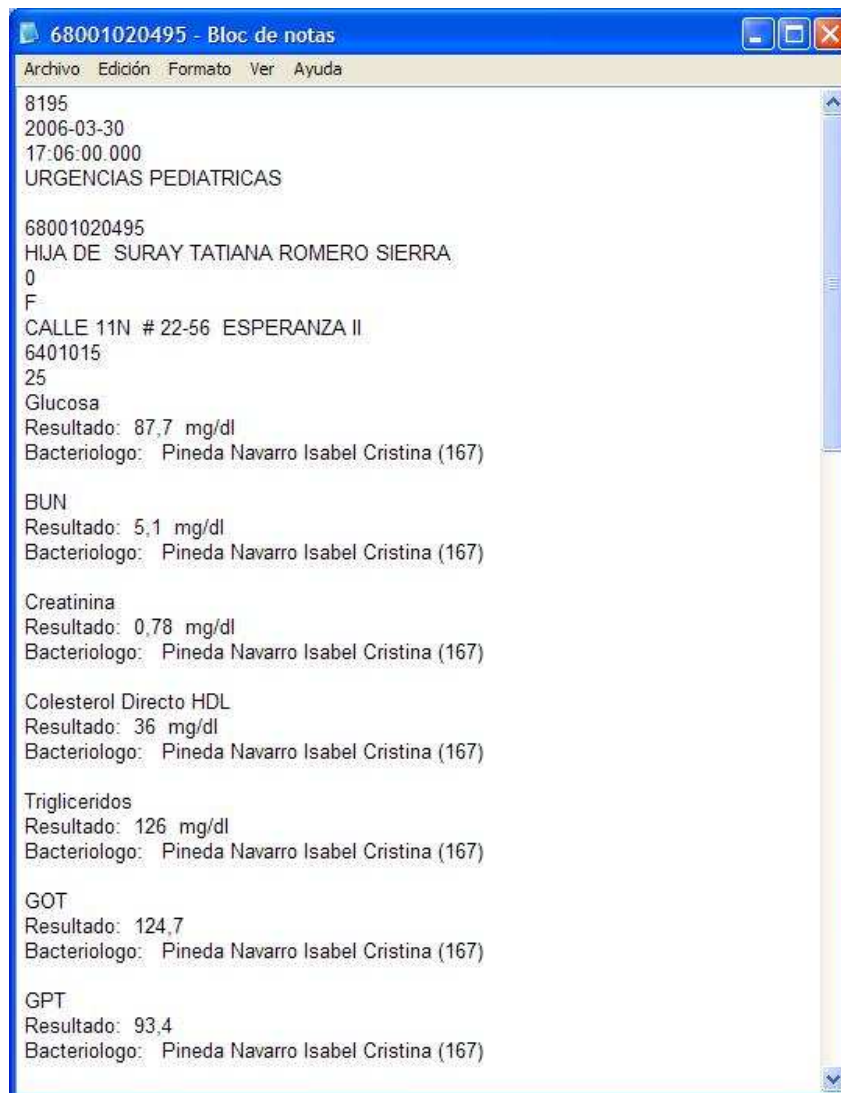 68001020495 - Bloc de notas
Archivo Edición Formato Ver Ayuda
8195
2006-03-30
17:06:00.000
URGENCIAS PEDIATRICAS
68001020495
HIJA DE SURAY TATIANA ROMERO SIERRA
0
F
CALLE 11N # 22-56 ESPERANZA II
6401015
25
Glucosa
Resultado: 87,7 mg/dl
Bacteriologo: Pineda Navarro Isabel Cristina (167)
BUN
Resultado: 5,1 mg/dl
Bacteriologo: Pineda Navarro Isabel Cristina (167)
Creatinina
Resultado: 0,78 mg/dl
Bacteriologo: Pineda Navarro Isabel Cristina (167)
Colesterol Directo HDL
Resultado: 36 mg/dl
Bacteriologo: Pineda Navarro Isabel Cristina (167)
Trigliceridos
Resultado: 126 mg/dl
Bacteriologo: Pineda Navarro Isabel Cristina (167)
GOT
Resultado: 124,7
Bacteriologo: Pineda Navarro Isabel Cristina (167)
GPT
Resultado: 93,4
Bacteriologo: Pineda Navarro Isabel Cristina (167)